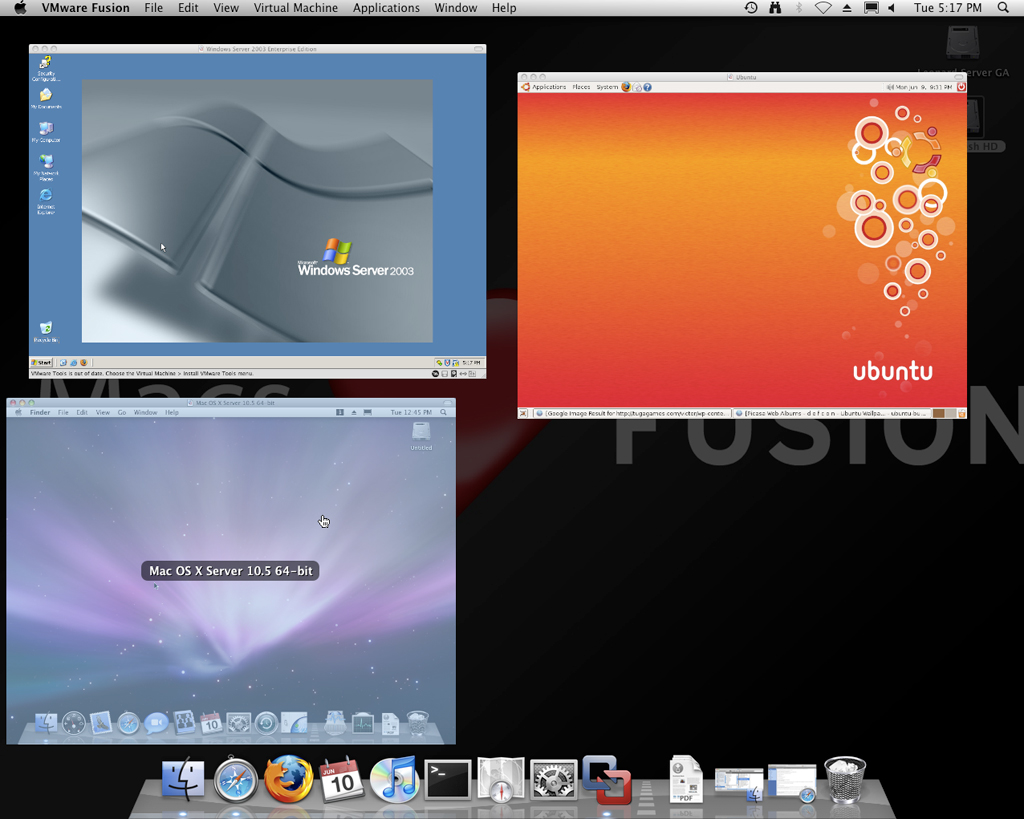 VMware Fusion File Edit View Virtual Machine Applications Window Help Tue 5:17 PM
Windows Server 2003 Enterprise Edition
Security Configurati...
My Documents
My Computer
My Network Places
Internet Explorer
Microsoft
Windows Server 2003
Recycle Bin
Start 5:17 PM
VMware Tools is out of date. Choose the Virtual Machine > Install VMware Tools menu.
Server GA
sh HD
Ubuntu
Applications Places System Mon Jun 9, 9:31 PM
ubuntu
[Google Image Result for http://tugagames.com/victor/wp-conte... [Picasa Web Albums - d e f c o n - Ubuntu Wallpa... - ubuntu bu ...
Macs
FUSION
Mac OS X Server 10.5 64-bit
Finder File Edit View Go Window Help Tue 12:45 PM
Untitled
Mac OS X Server 10.5 64-bit
10
JUN
10
PDF